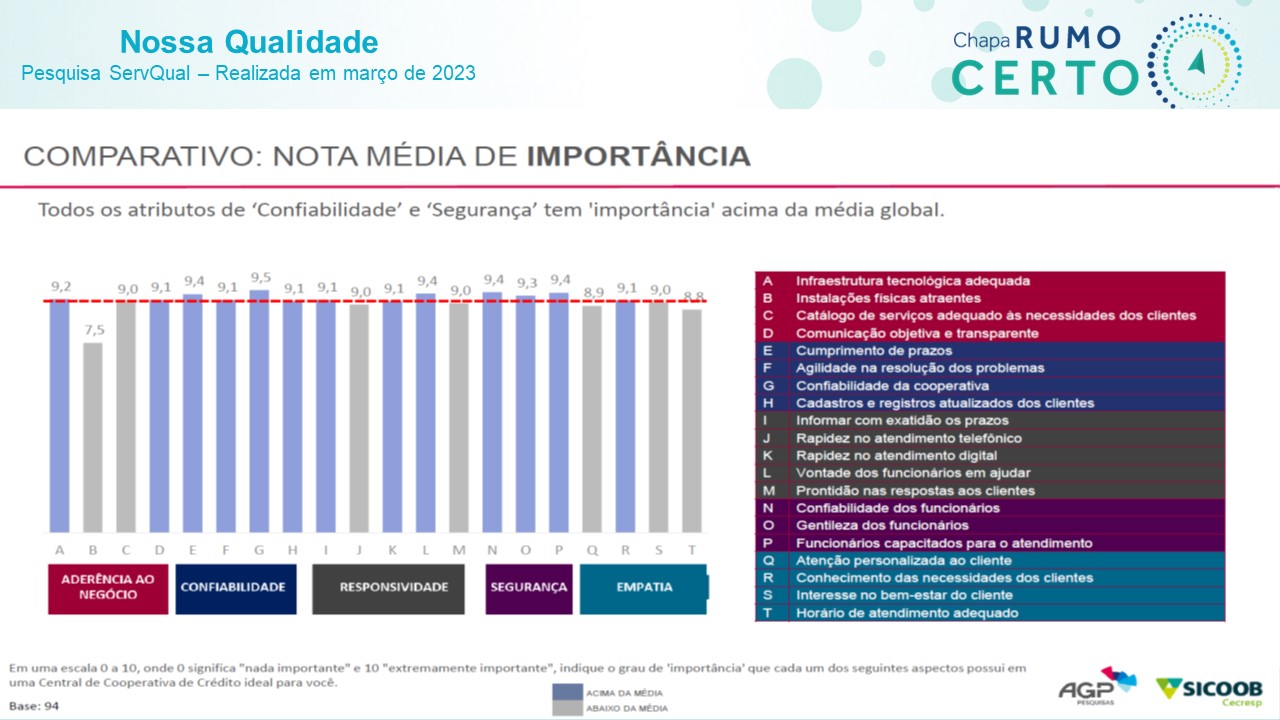 Nossa Qualidade
Pesquisa ServQual – Realizada em março de 2023
Chapa RUMO
CERTO
COMPARATIVO: NOTA MÉDIA DE IMPORTÂNCIA
Todos os atributos de ‘Confiabilidade’ e ‘Segurança’ tem 'importância' acima da média global.
9,2 7,5 9,0 9,1 9,4 9,1 9,5 9,1 9,1 9,0 9,1 9,4 9,0 9,4 9,3 9,4 8,9 9,1 9,0 8,8
A B C D E F G H I J K L M N O P Q R S T
ADERÊNCIA AO
NEGÓCIO
CONFIABILIDADE
RESPONSIVIDADE
SEGURANÇA
EMPATIA
A Infraestrutura tecnológica adequada
B Instalações físicas atraentes
C Catálogo de serviços adequado às necessidades dos clientes
D Comunicação objetiva e transparente
E Cumprimento de prazos
F Agilidade na resolução dos problemas
G Confiabilidade da cooperativa
H Cadastros e registros atualizados dos clientes
I Informar com exatidão os prazos
J Rapidez no atendimento telefônico
K Rapidez no atendimento digital
L Vontade dos funcionários em ajudar
M Prontidão nas respostas aos clientes
N Confiabilidade dos funcionários
O Gentileza dos funcionários
P Funcionários capacitados para o atendimento
Q Atenção personalizada ao cliente
R Conhecimento das necessidades dos clientes
S Interesse no bem-estar do cliente
T Horário de atendimento adequado
Em uma escala 0 a 10, onde 0 significa "nada importante" e 10 "extremamente importante", indique o grau de 'importância' que cada um dos seguintes aspectos possui em
uma Central de Cooperativa de Crédito ideal para você.
Base: 94
ACIMA DA MÉDIA
ABAIXO DA MÉDIA
AGP
PESQUISAS
SICOOB
Cecresp